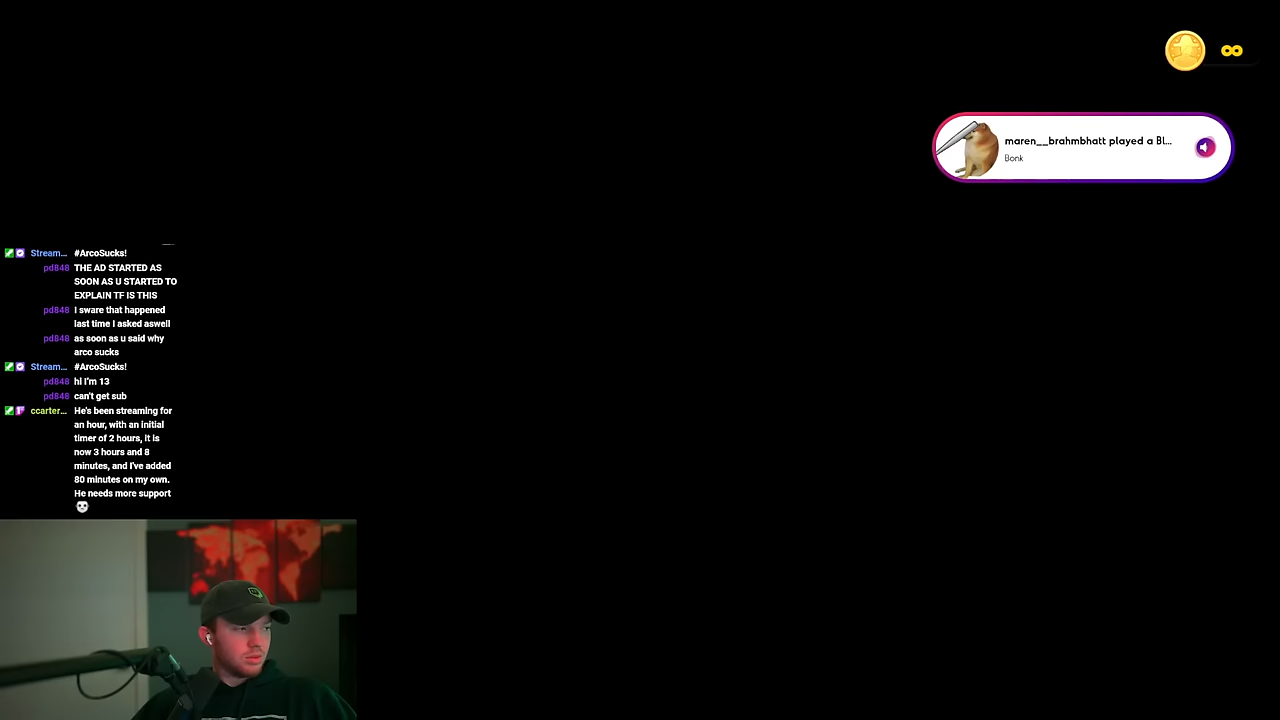 ∞
maren__brahmbhatt played a Bl...
Bonk
Stream... #ArcoSucks!
pd848 THE AD STARTED AS
SOON AS U STARTED TO
EXPLAIN TF IS THIS
pd848 I sware that happened
last time I asked aswell
pd848 as soon as u said why
arco sucks
Stream... #ArcoSucks!
pd848 hi I'm 13
pd848 can't get sub
ccarter... He's been streaming for
an hour, with an initial
timer of 2 hours, it is
now 3 hours and 8
minutes, and I've added
80 minutes on my own.
He needs more support